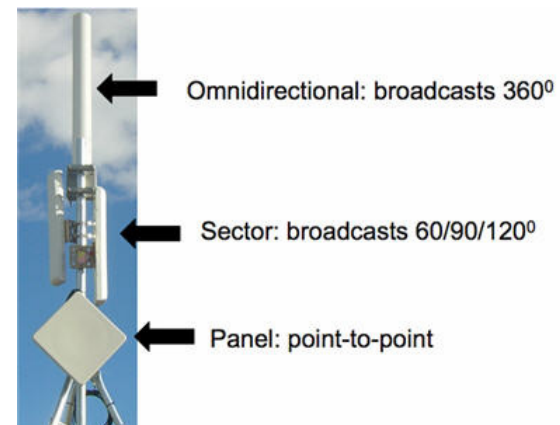 Omnidirectional: broadcasts 360⁰
Sector: broadcasts 60/90/120⁰
Panel: point-to-point